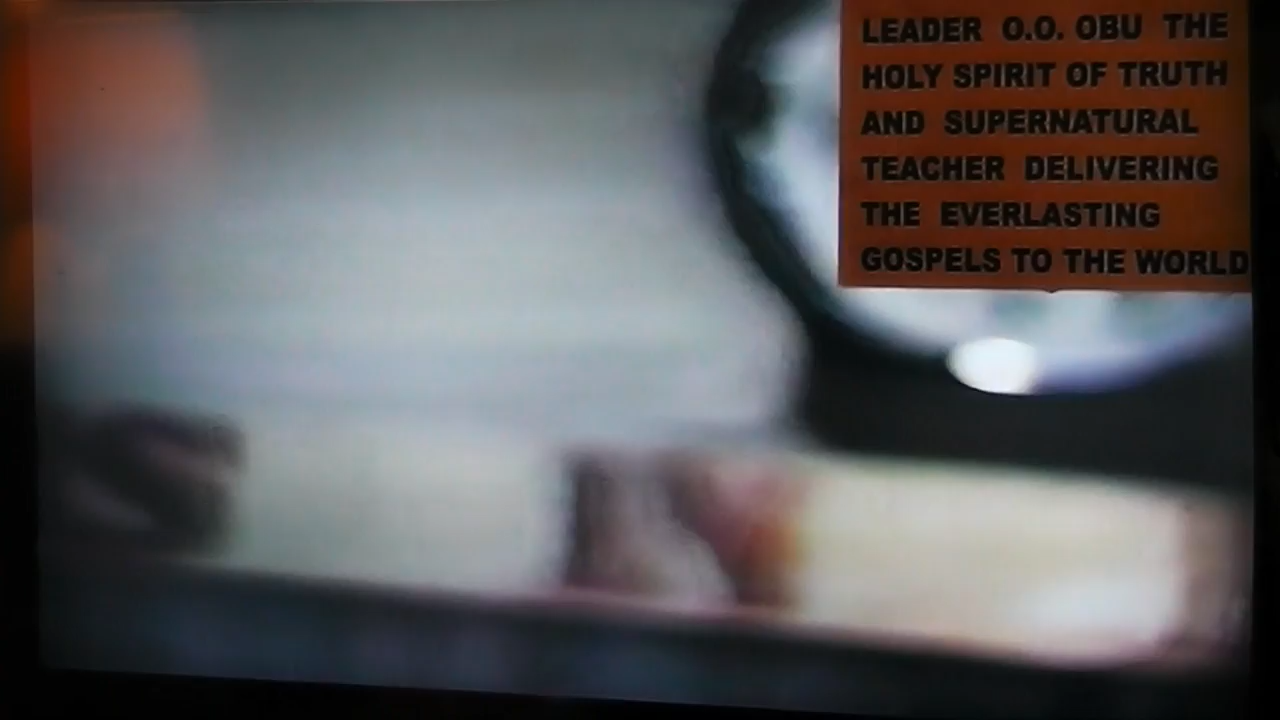 LEADER O.O. OBU THE
HOLY SPIRIT OF TRUTH
AND SUPERNATURAL
TEACHER DELIVERING
THE EVERLASTING
GOSPELS TO THE WORLD